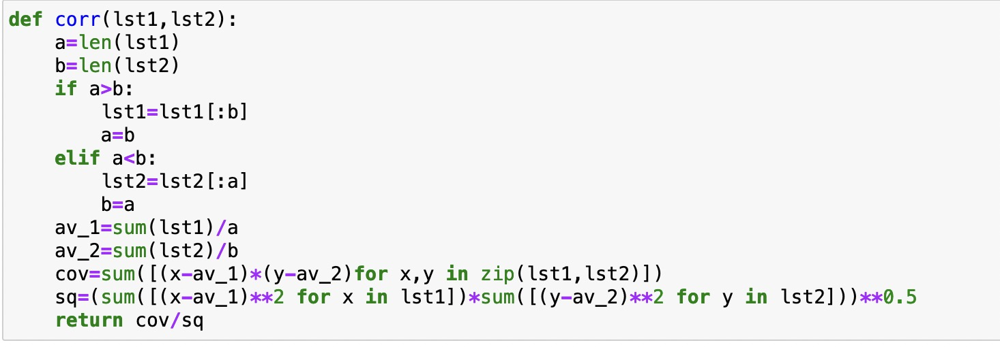 def corr(lst1,lst2):
    a=len(lst1)
    b=len(lst2)
    if a>b:
        lst1=lst1[:b]
        a=b
    elif a<b:
        lst2=lst2[:a]
        b=a
    av_1=sum(lst1)/a
    av_2=sum(lst2)/b
    cov=sum([(x-av_1)*(y-av_2)for x,y in zip(lst1,lst2)])
    sq=(sum([(x-av_1)**2 for x in lst1])*sum([(y-av_2)**2 for y in lst2]))**0.5
    return cov/sq